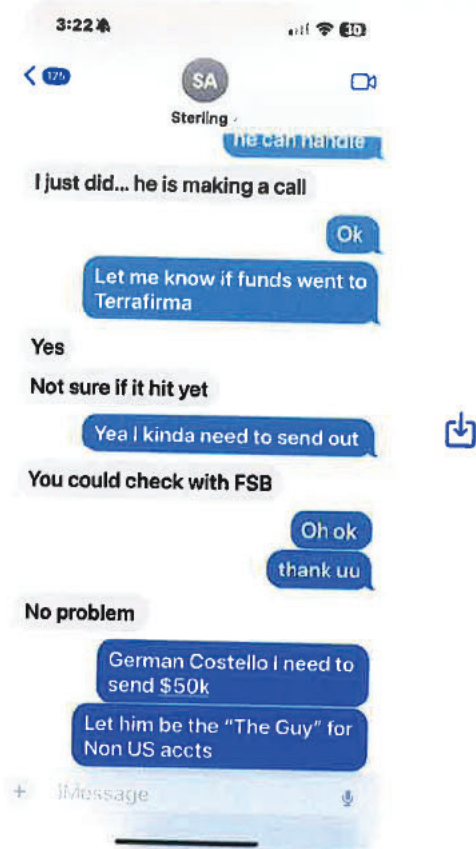 3:22
30
175
SA
Sterling
he can handle
I just did... he is making a call
Ok
Let me know if funds went to
Terrafirma
Yes
Not sure if it hit yet
Yea I kinda need to send out
You could check with FSB
Oh ok
thank uu
No problem
German Costello i need to
send $50k
Let him be the "The Guy" for
Non US accts
+ iMessage